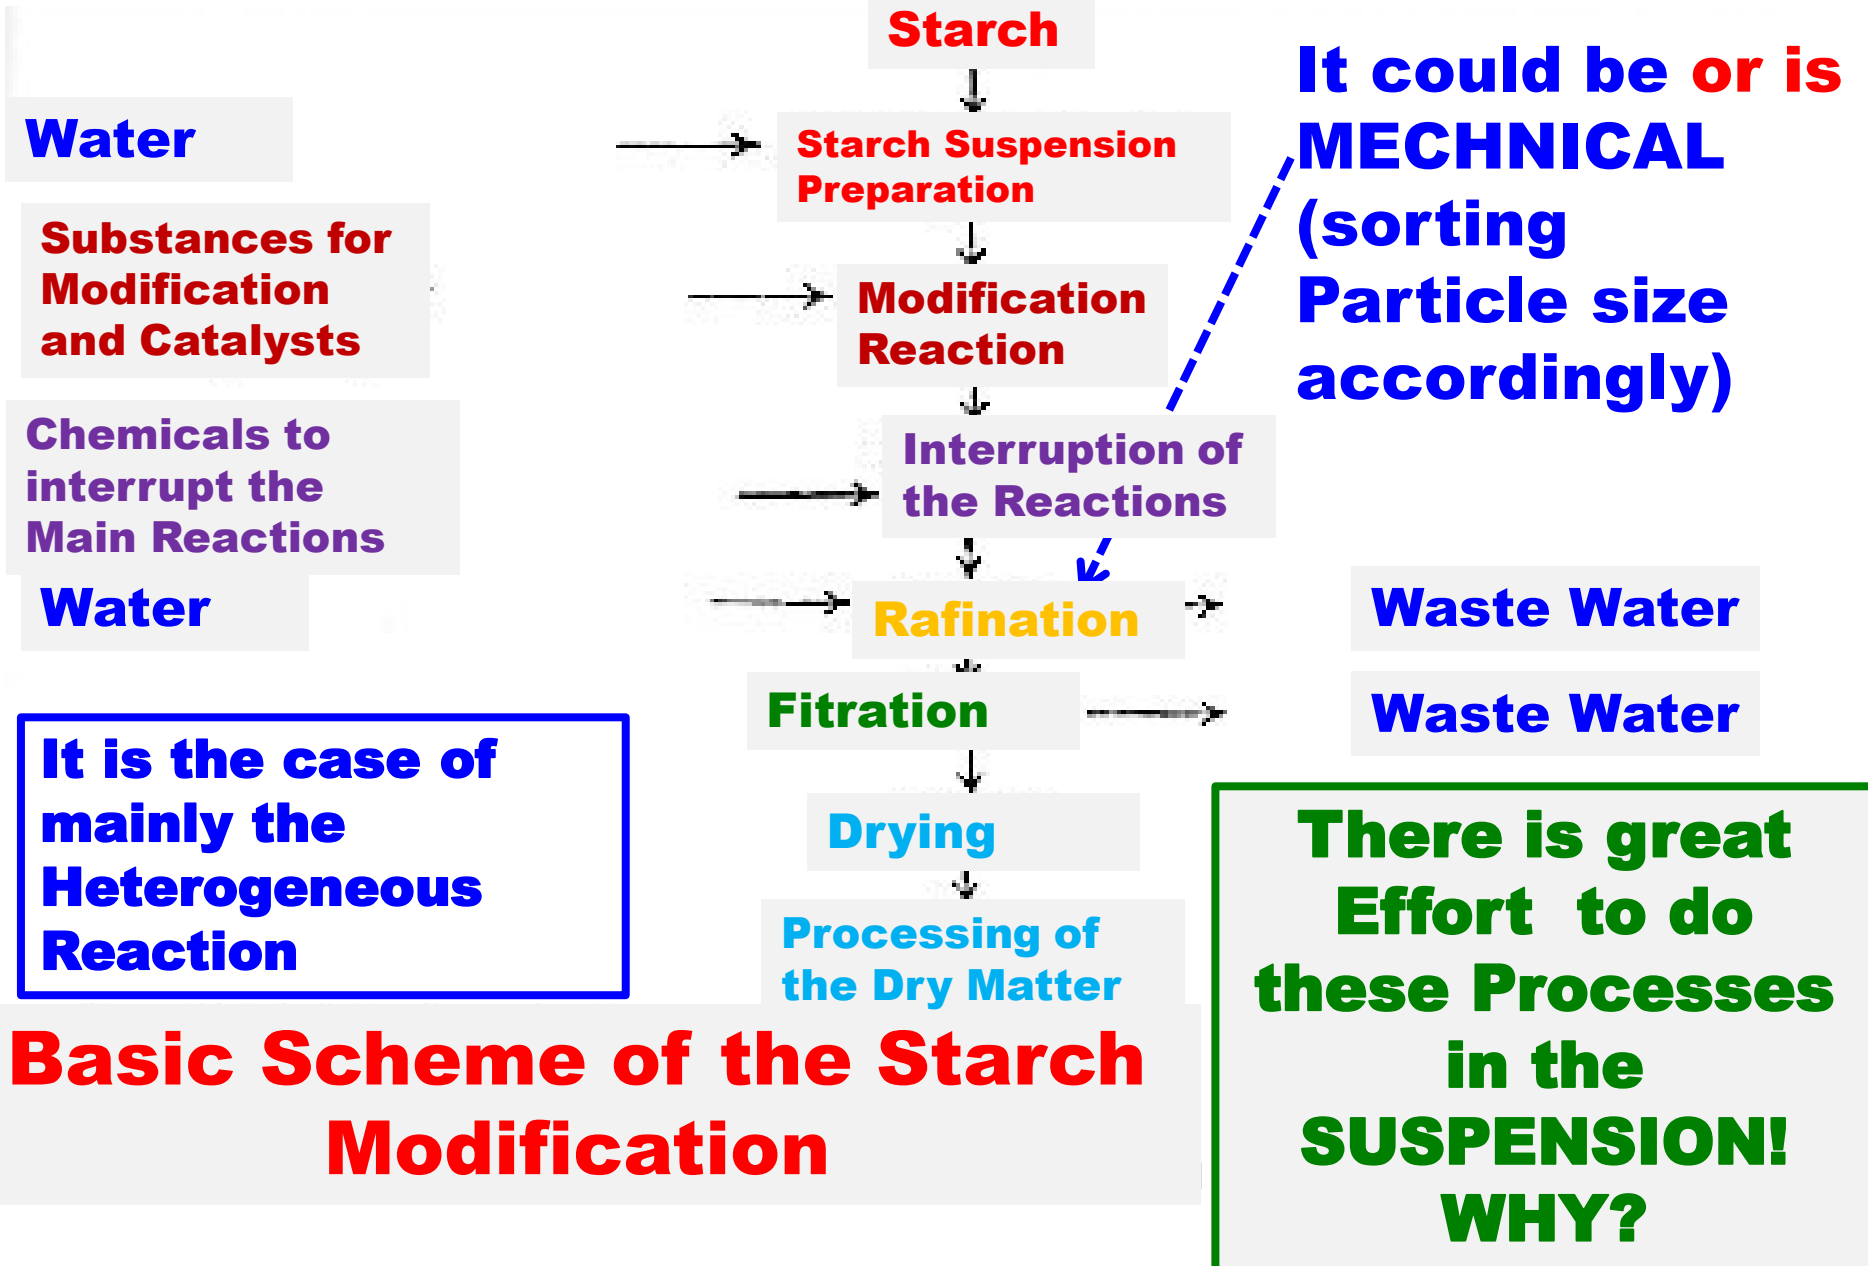 Starch
It could be or is
MECHNICAL
(sorting
Particle size
accordingly)
Water
Starch Suspension
Preparation
Substances for
Modification
and Catalysts
Modification
Reaction
Chemicals to
interrupt the
Main Reactions
Interruption of
the Reactions
Water
Rafination
Waste Water
Fitration
Waste Water
It is the case of
mainly the
Heterogeneous
Reaction
Drying
Processing of
the Dry Matter
There is great
Effort to do
these Processes
in the
SUSPENSION!
WHY?
Basic Scheme of the Starch
Modification